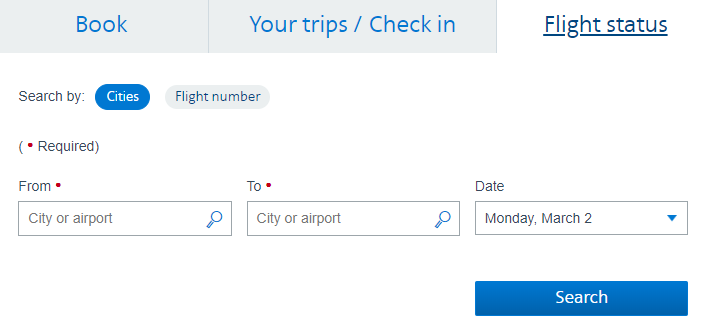 Book Your trips / Check in Flight status
Search by: Cities Flight number
( • Required)
From • To • Date
City or airport City or airport Monday, March 2
Search